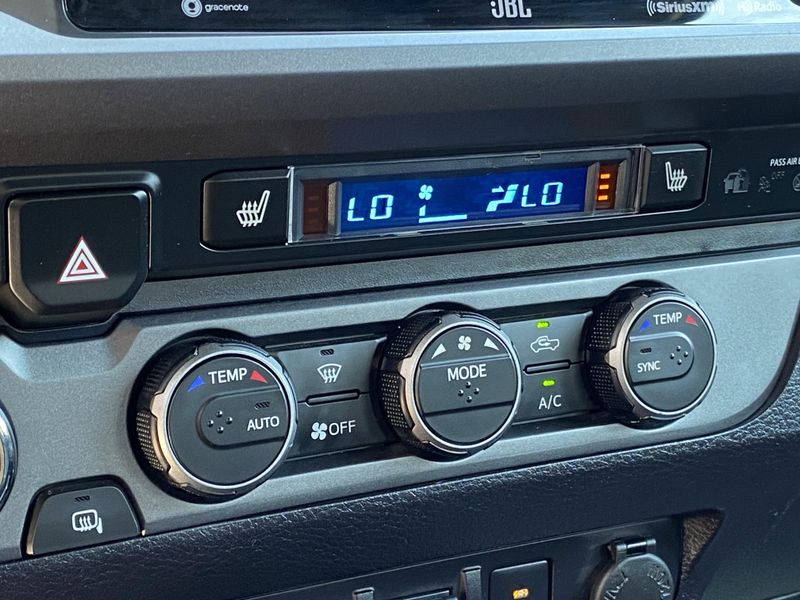 gracenote JBL SiriusXM HD Radio
PASS AIR
OFF
LO LO
TEMP AUTO
OFF
MODE
A/C
TEMP
SYNC